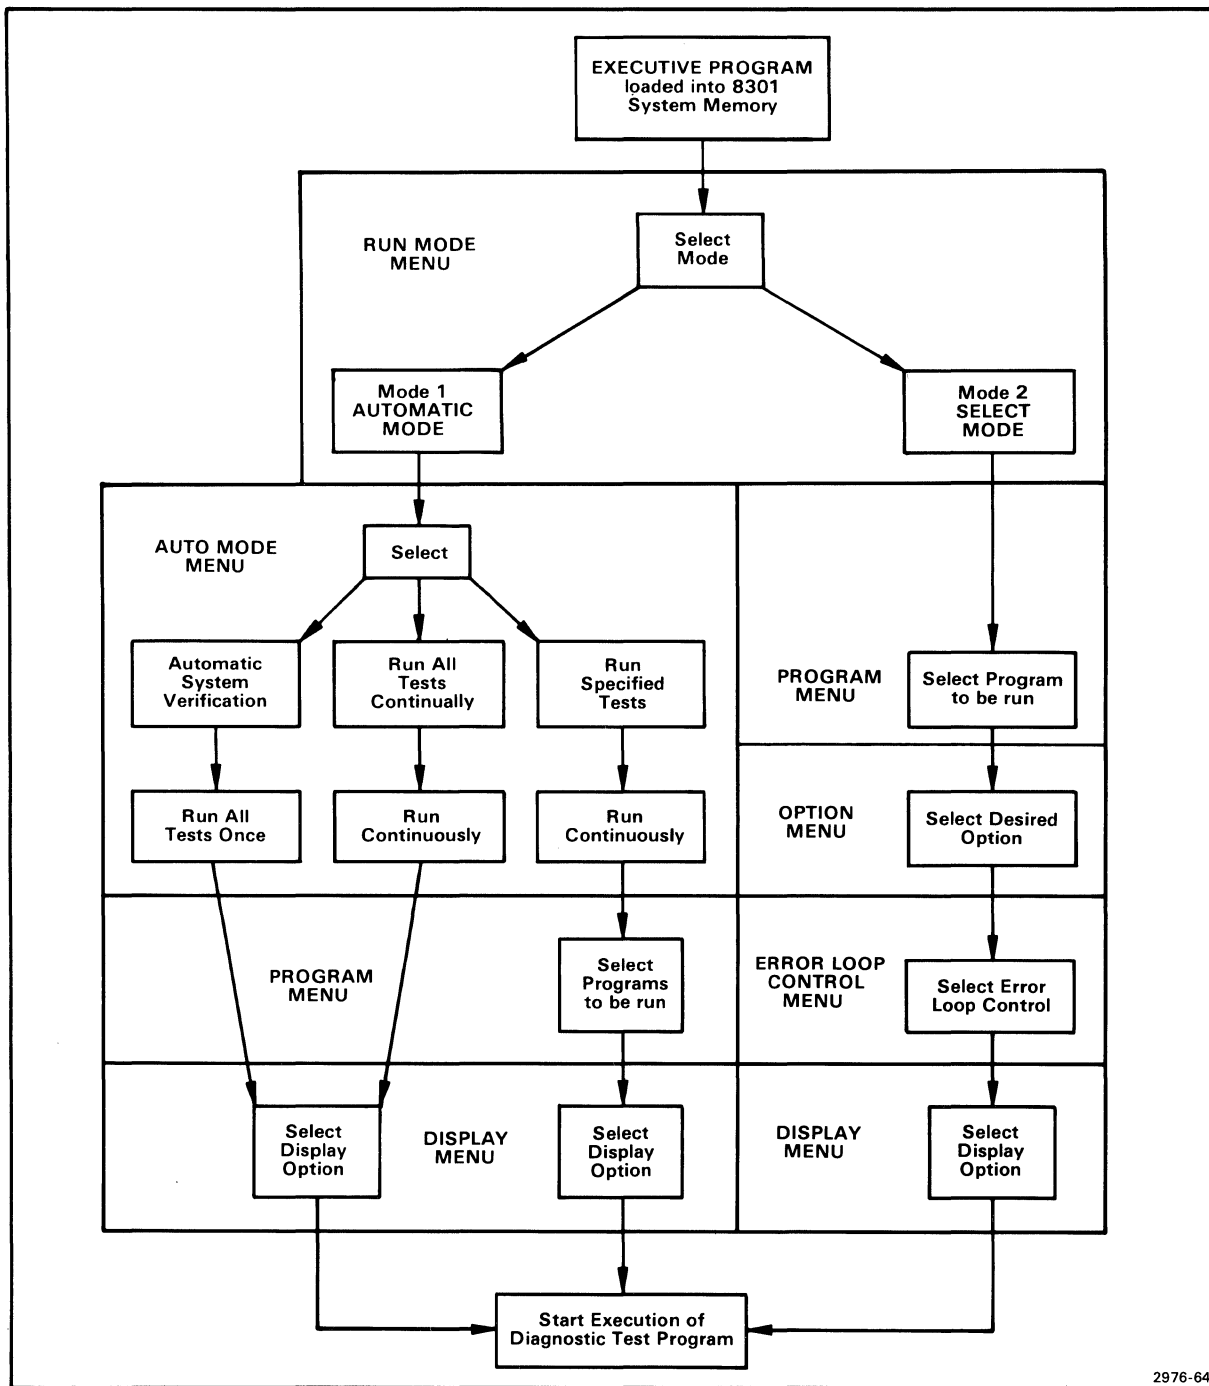 EXECUTIVE PROGRAM
loaded into 8301
System Memory
RUN MODE
MENU
Select
Mode
Mode 1
AUTOMATIC
MODE
Mode 2
SELECT
MODE
AUTO MODE
MENU
Select
Automatic
System
Verification
Run All
Tests
Continually
Run
Specified
Tests
PROGRAM
MENU
Select Program
to be run
Run All
Tests Once
Run
Continuously
Run
Continuously
OPTION
MENU
Select Desired
Option
PROGRAM
MENU
Select
Programs
to be run
ERROR LOOP
CONTROL
MENU
Select Error
Loop Control
Select
Display
Option
DISPLAY
MENU
Select
Display
Option
DISPLAY
MENU
Select
Display
Option
Start Execution of
Diagnostic Test Program
2976-64